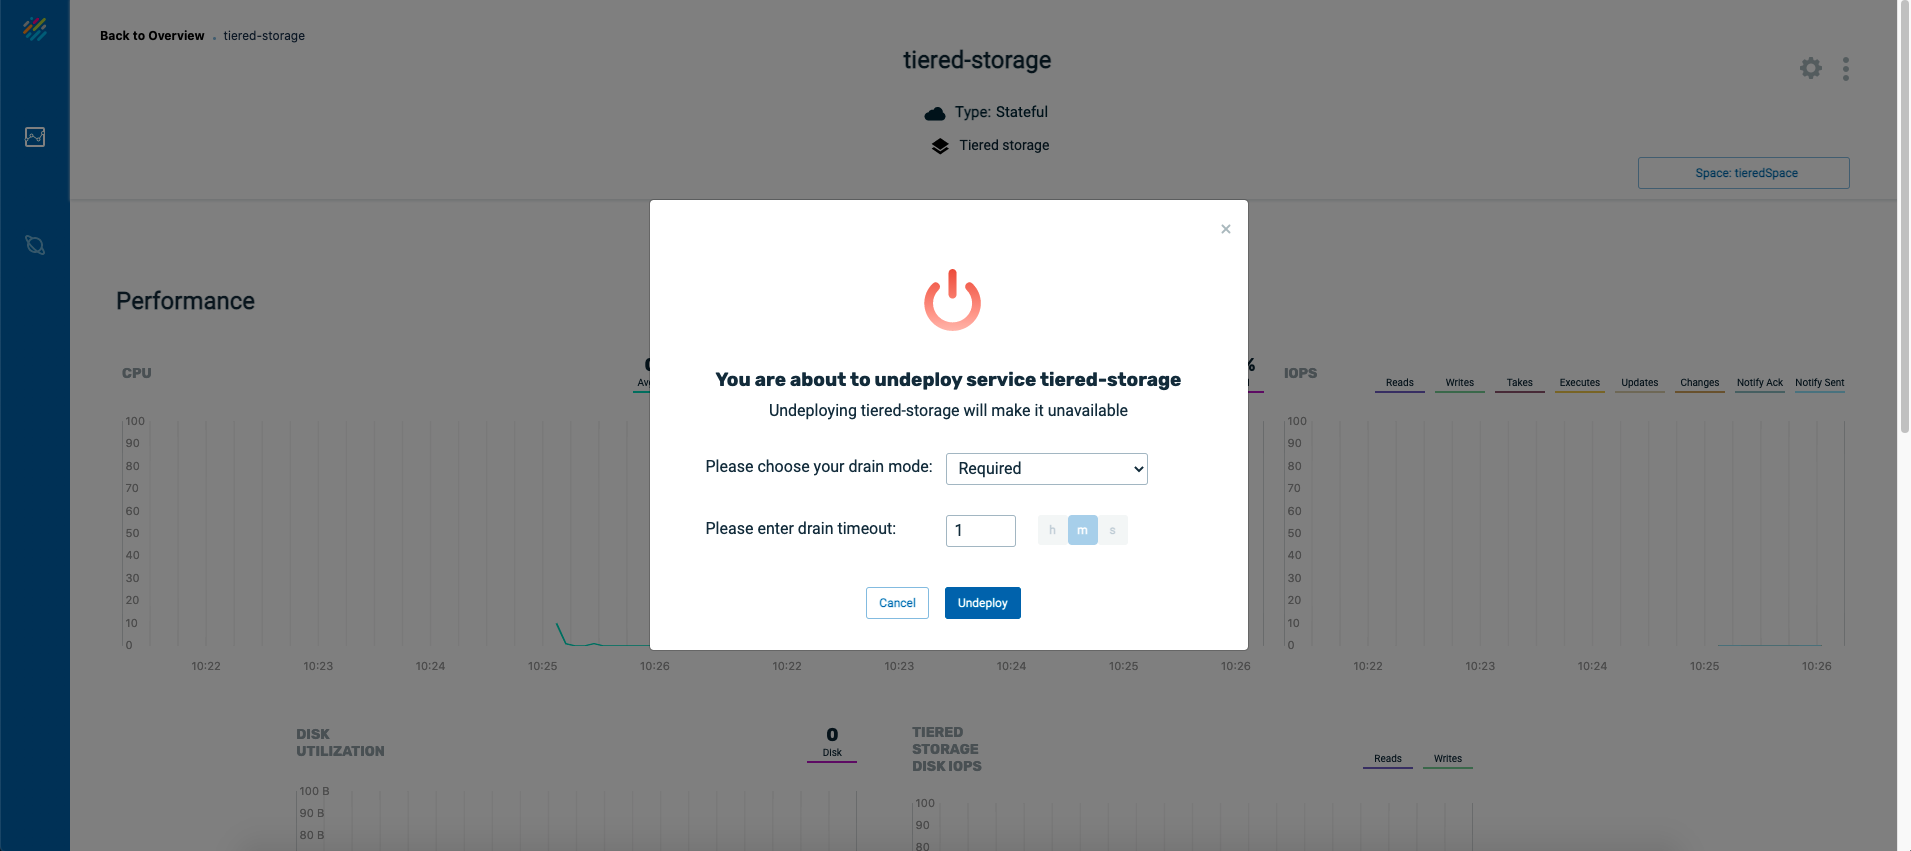 Back to Overview . tiered-storage
tiered-storage
Type: Stateful
Tiered storage
Space: tieredSpace
Performance
CPU
IOPS
Reads Writes Takes Executes Updates Changes Notify Ack Notify Sent
100
90
80
70
60
50
40
30
20
10
0
10:22 10:23 10:24 10:25 10:26
10:22 10:23 10:24 10:25 10:26
100
90
80
70
60
50
40
30
20
10
0
10:22 10:23 10:24 10:25 10:26
×
You are about to undeploy service tiered-storage
Undeploying tiered-storage will make it unavailable
Please choose your drain mode: Required
Please enter drain timeout: 1 h m s
Cancel Undeploy
DISK
UTILIZATION
0
Disk
100 B
90 B
80 B
TIERED
STORAGE
DISK IOPS
Reads Writes
100
90
80